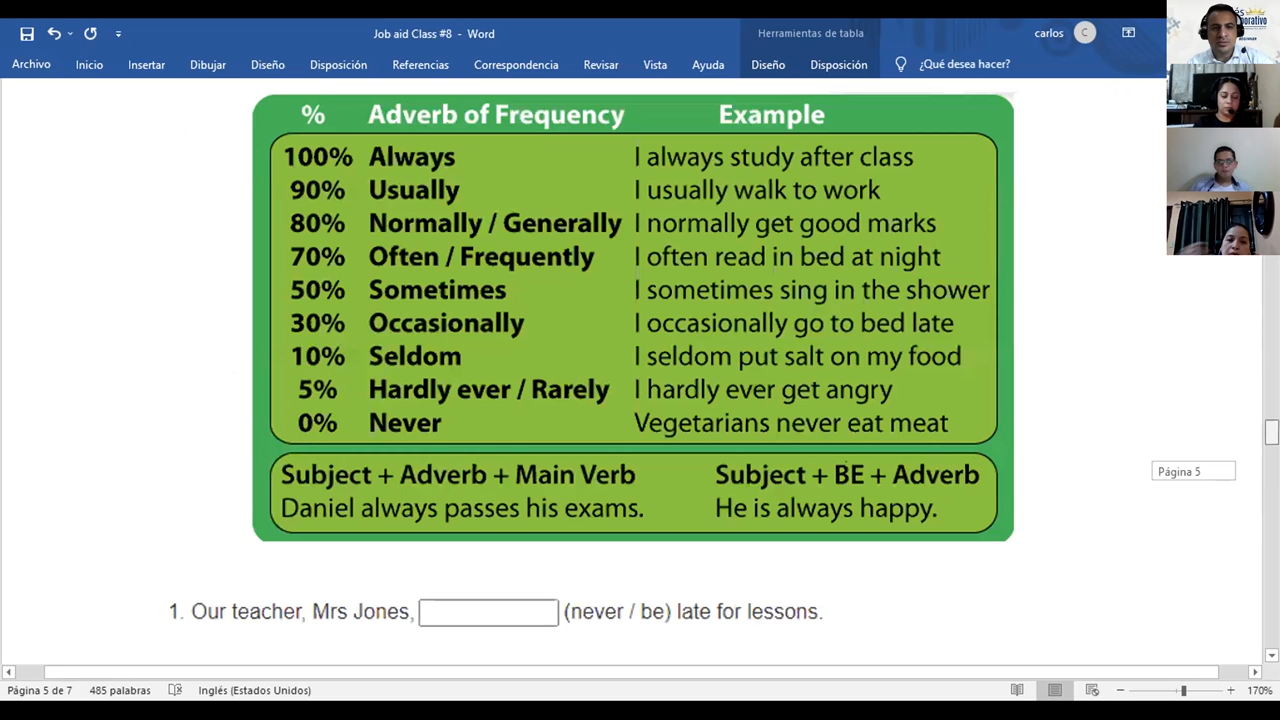 Job aid Class #8 - Word
Herramientas de tabla
carlos
C
Archivo Inicio Insertar Dibujar Diseño Disposición Referencias Correspondencia Revisar Vista Ayuda Diseño Disposición ¿Qué desea hacer?
% Adverb of Frequency Example
100% Always I always study after class
90% Usually I usually walk to work
80% Normally / Generally I normally get good marks
70% Often / Frequently I often read in bed at night
50% Sometimes I sometimes sing in the shower
30% Occasionally I occasionally go to bed late
10% Seldom I seldom put salt on my food
5% Hardly ever / Rarely I hardly ever get angry
0% Never Vegetarians never eat meat
Subject + Adverb + Main Verb Subject + BE + Adverb
Daniel always passes his exams. He is always happy.
Página 5
1. Our teacher, Mrs Jones, (never / be) late for lessons.
Página 5 de 7 485 palabras Inglés (Estados Unidos) 170%